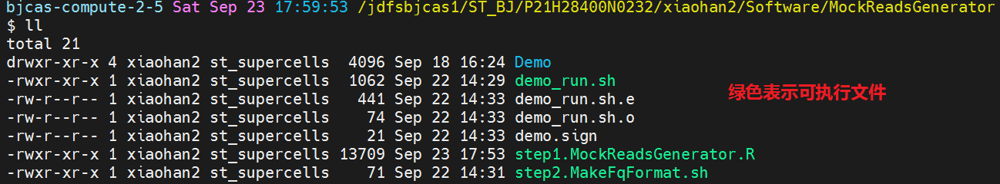 bjcas-compute-2-5 Sat Sep 23 17:59:53 /jdfsbjcas1/ST_BJ/P21H28400N0232/xiaohan2/Software/MockReadsGenerator
$ ll
total 21
drwxr-xr-x 4 xiaohan2 st_supercells  4096 Sep 18 16:24 Demo
-rwxr-xr-x 1 xiaohan2 st_supercells  1062 Sep 22 14:29 demo_run.sh
绿色表示可执行文件
-rw-r--r-- 1 xiaohan2 st_supercells   441 Sep 22 14:33 demo_run.sh.e
-rw-r--r-- 1 xiaohan2 st_supercells    74 Sep 22 14:33 demo_run.sh.o
-rw-r--r-- 1 xiaohan2 st_supercells    21 Sep 22 14:33 demo.sign
-rwxr-xr-x 1 xiaohan2 st_supercells 13709 Sep 23 17:53 step1.MockReadsGenerator.R
-rwxr-xr-x 1 xiaohan2 st_supercells    71 Sep 22 14:31 step2.MakeFqFormat.sh